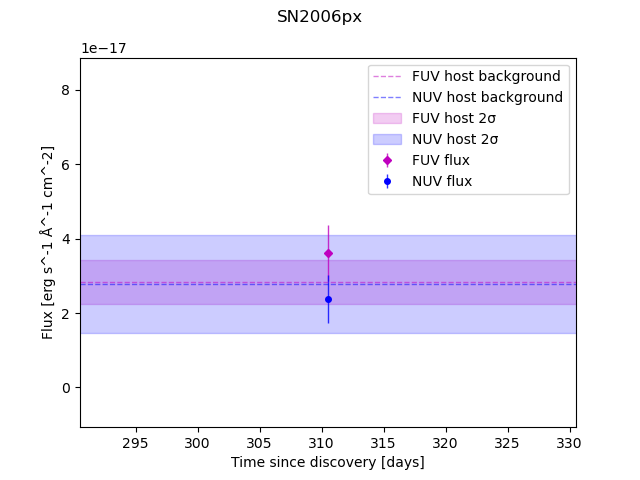 SN2006px
1e−17
FUV host background
NUV host background
FUV host 2σ
NUV host 2σ
FUV flux
NUV flux
8
6
4
2
0
Flux [erg s^-1 Å^-1 cm^-2]
295 300 305 310 315 320 325 330
Time since discovery [days]